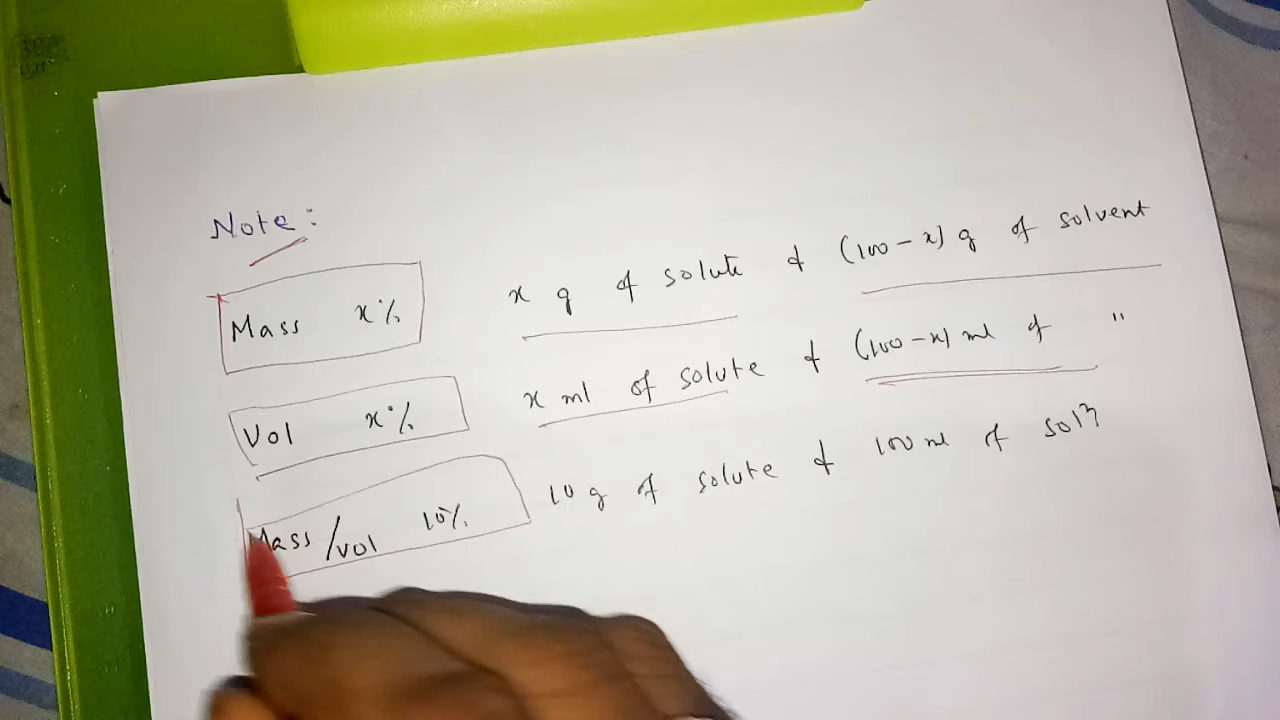 Note:
Mass x% x g of solute & (100-x) g of solvent
Vol x% x ml of solute & (100-x) ml of "
Mass/vol 10% 10 g of solute & 100 ml of sol?